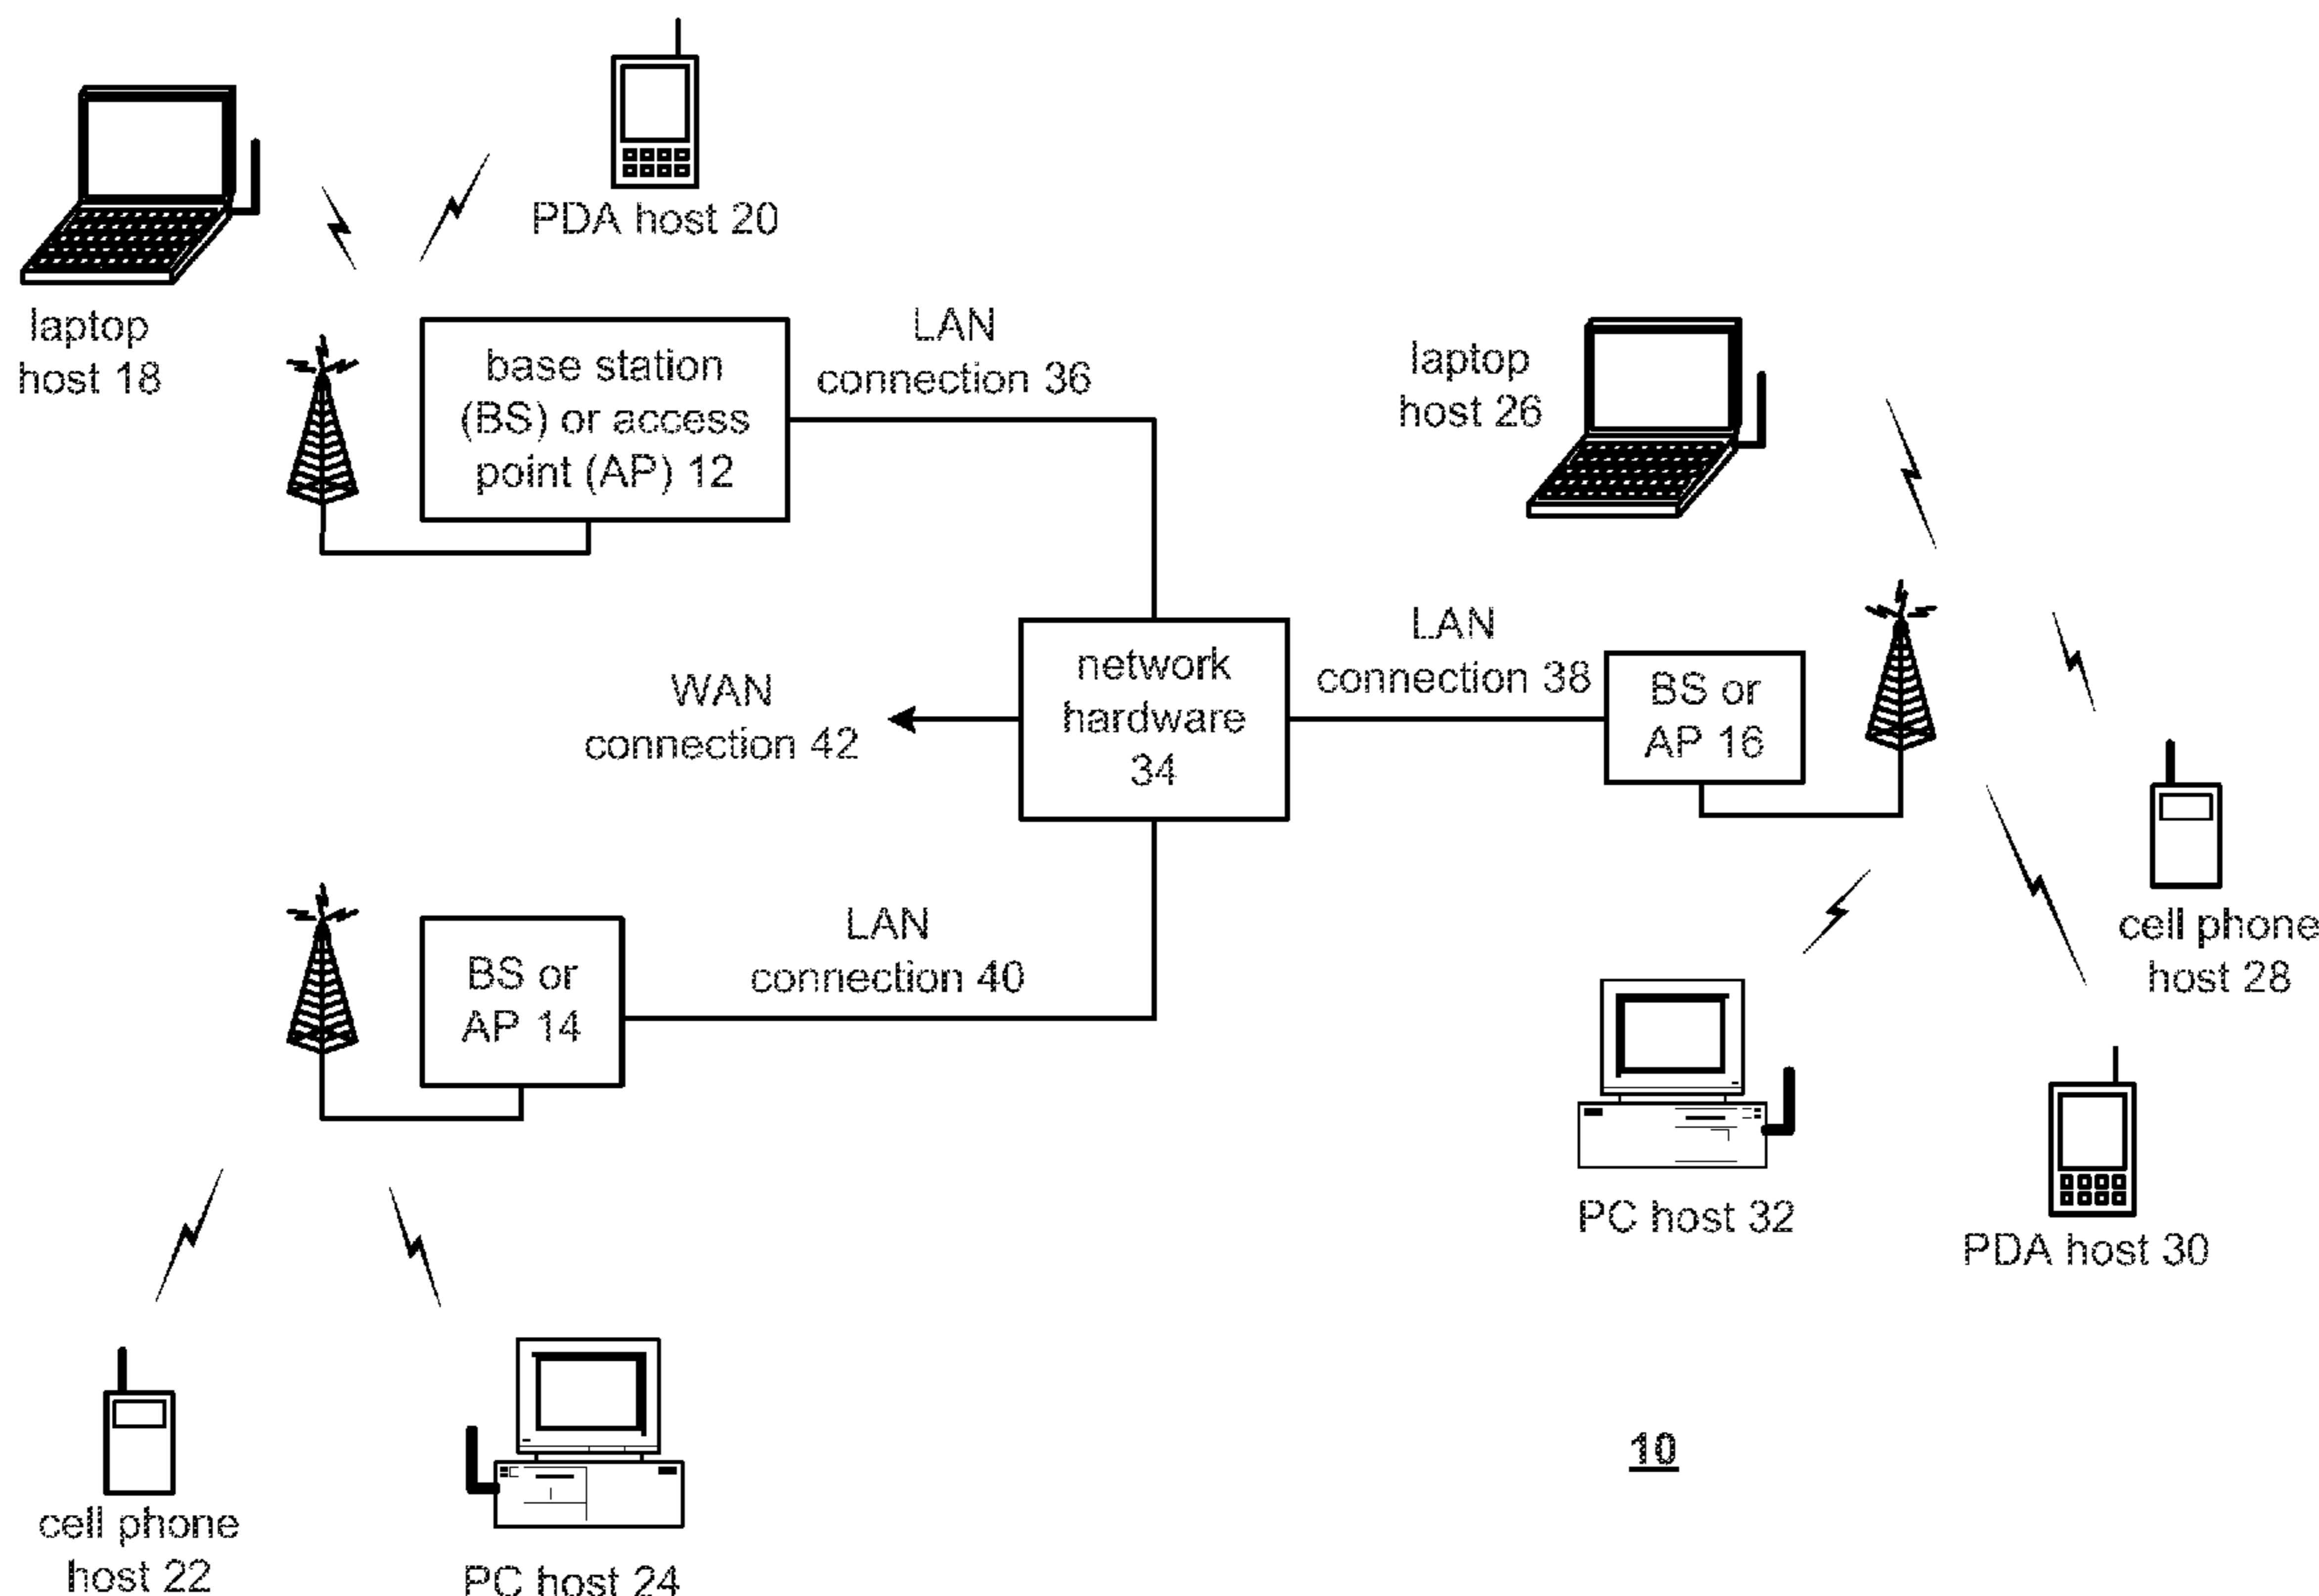 PDA host 20
laptop
host 18
base station
(BS) or access
point (AP) 12
LAN
connection 36
laptop
host 26
WAN
connection 42
network
hardware
34
LAN
connection 38
BS or
AP 16
cell phone
host 28
BS or
AP 14
LAN
connection 40
PC host 32
PDA host 30
cell phone
host 22
PC host 24
10